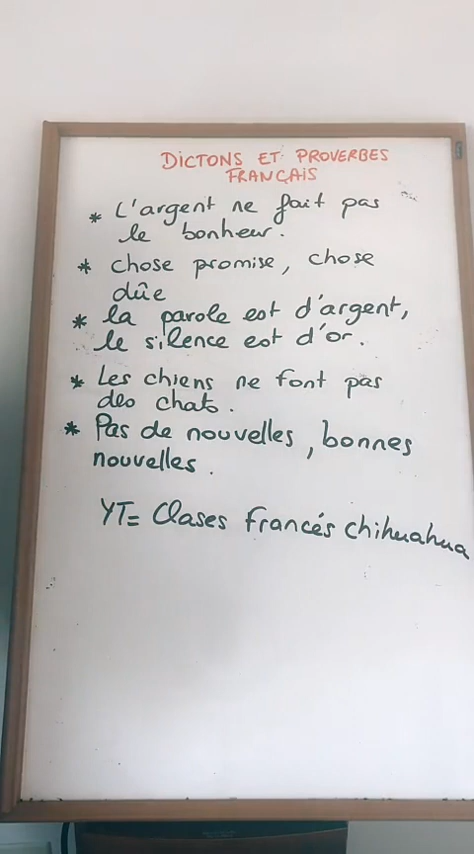 DICTONS ET PROVERBES
FRANÇAIS
* L'argent ne fait pas
le bonheur.
* chose promise, chose
dûe
* la parole est d'argent,
le silence est d'or.
* Les chiens ne font pas
des chats.
* Pas de nouvelles, bonnes
nouvelles.
YT= Clases francés chihuahua